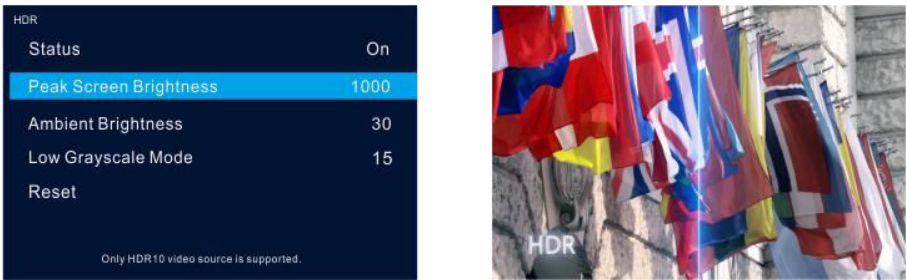 HDR
Status On
Peak Screen Brightness 1000
Ambient Brightness 30
Low Grayscale Mode 15
Reset
Only HDR10 video source is supported.
HDR